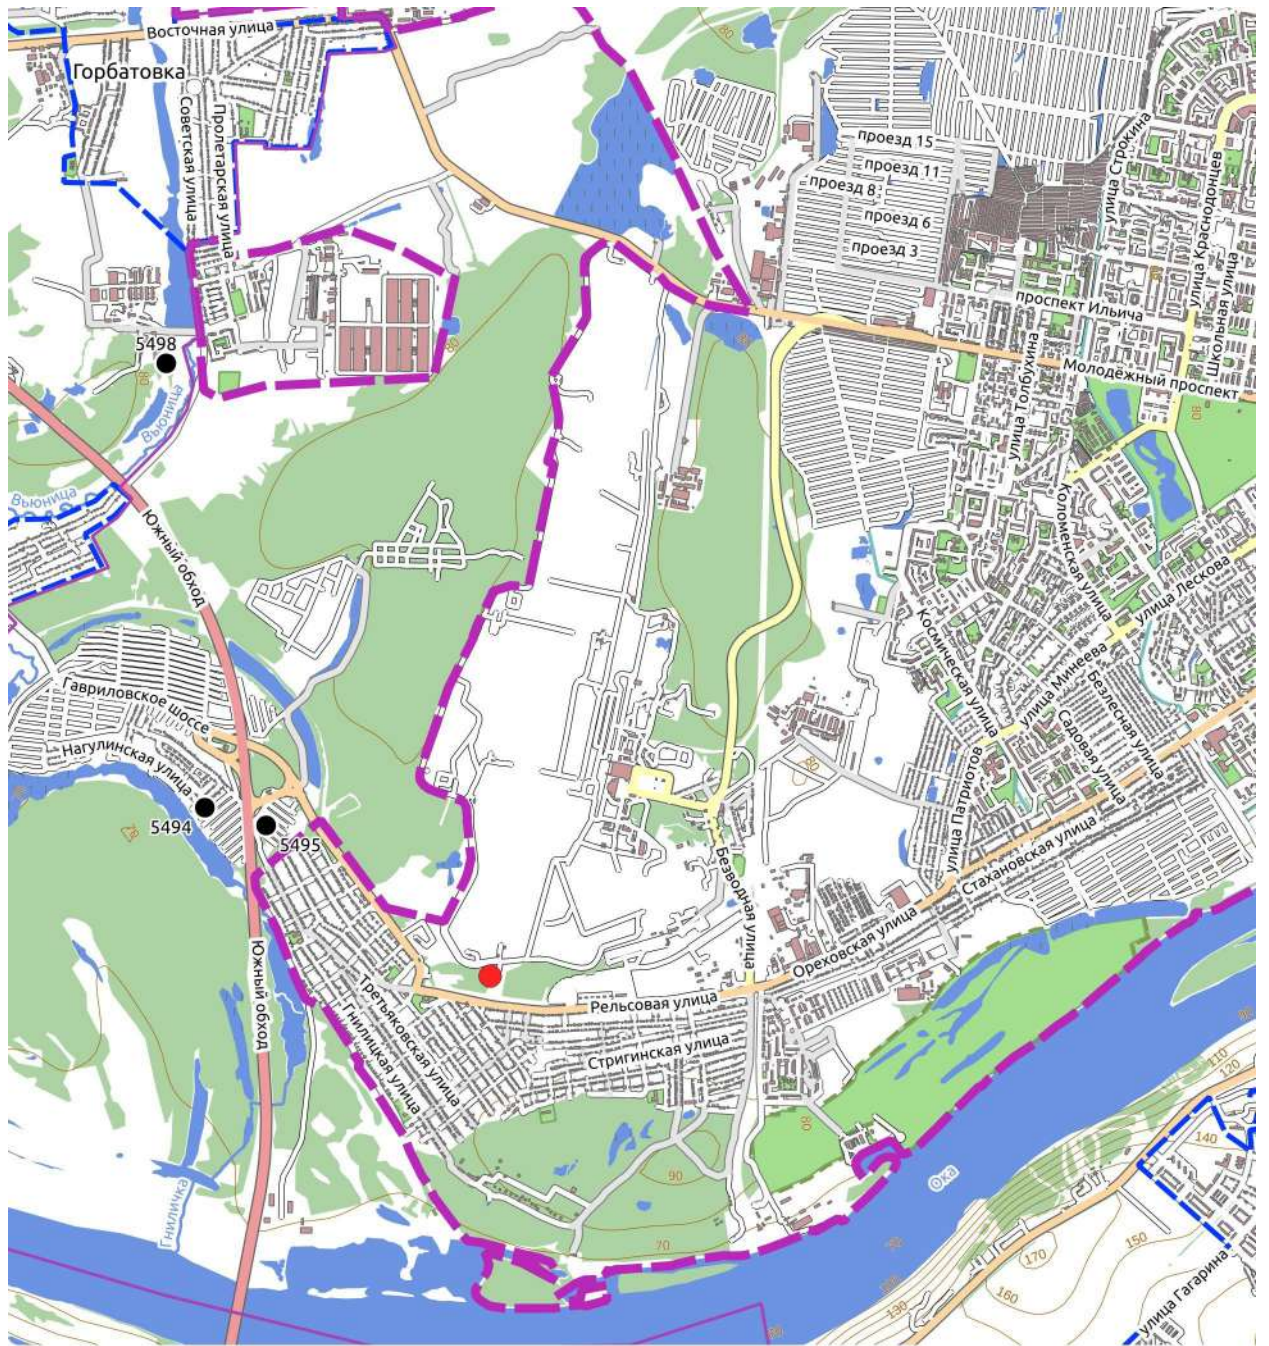 Восточная улица
80
Горбатовка
Советская улица
Пролетарская улица
проезд 15
проезд 11
проезд 8
проезд 6
проезд 3
улица Строкина
улица Краснодонцев
Школьная улица
проспект Ильича
Молодёжный проспект
улица Толбухина
80
5498
80
80
Вьюница
Вьюница
Южный обход
Коломенская улица
улица Лескова
Космическая улица
улица Минеева
Безлесная улица
Садовая улица
Гавриловское шоссе
Нагулинская улица
80
улица Патриотов
5494
5495
Стахановская улица
Безводная улица
Ореховская улица
Южный обход
Рельсовая улица
Третьяковская улица
Гнилицкая улица
Стригинская улица
110
120
80
140
90
Ока
Гниличка
70
150
170
160
130
улица Гагарина